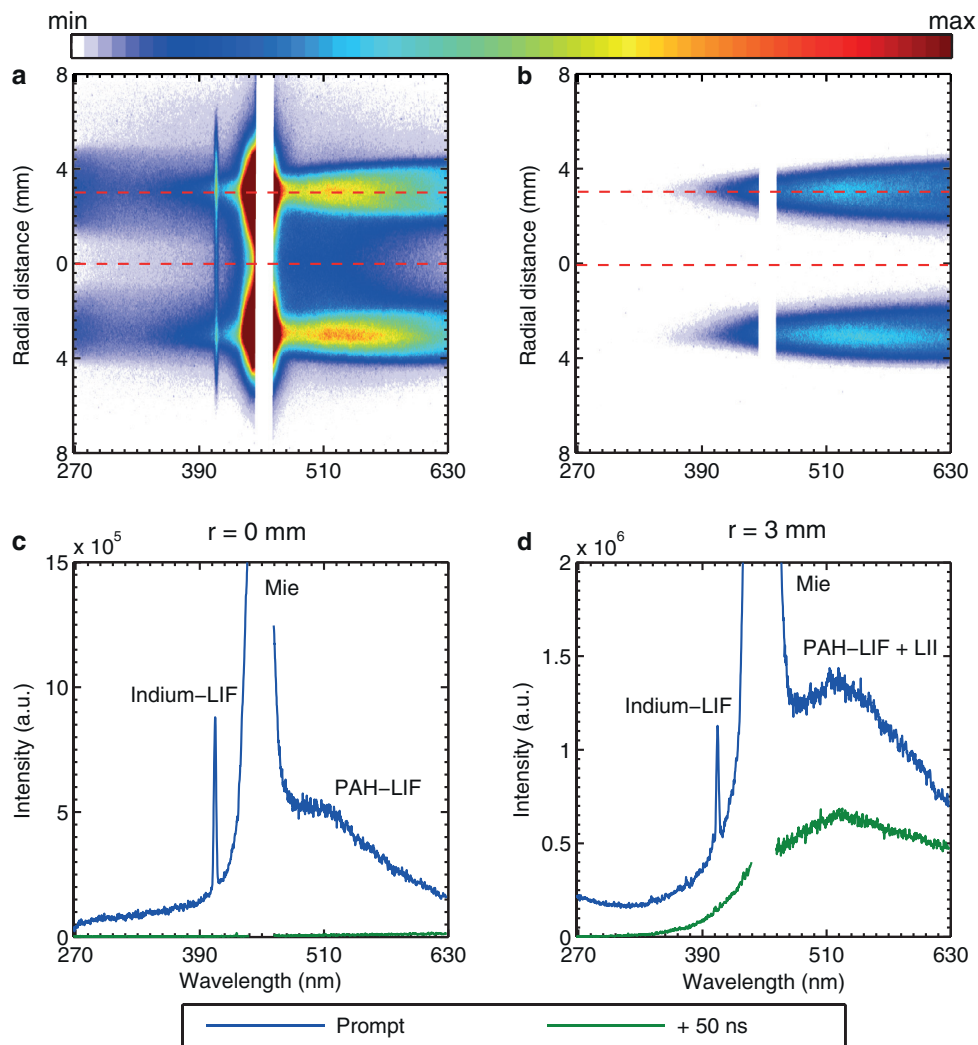 min max
a b
8
4
0
4
8
Radial distance (mm)
270 390 510 630
8
4
0
4
8
Radial distance (mm)
270 390 510 630
c r = 0 mm
x 10^5
15
10
5
0
Intensity (a.u.)
Indium-LIF
Mie
PAH-LIF
270 390 510 630
Wavelength (nm)
d r = 3 mm
x 10^6
2
1.5
1
0.5
0
Intensity (a.u.)
Indium-LIF
Mie
PAH-LIF + LII
270 390 510 630
Wavelength (nm)
Prompt + 50 ns